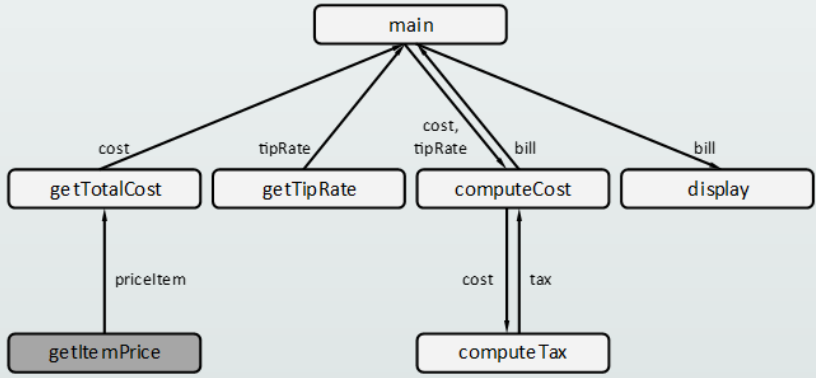 main
cost
tipRate
cost,
tipRate
bill
bill
getTotalCost
getTipRate
computeCost
display
priceItem
cost
tax
getItemPrice
computeTax